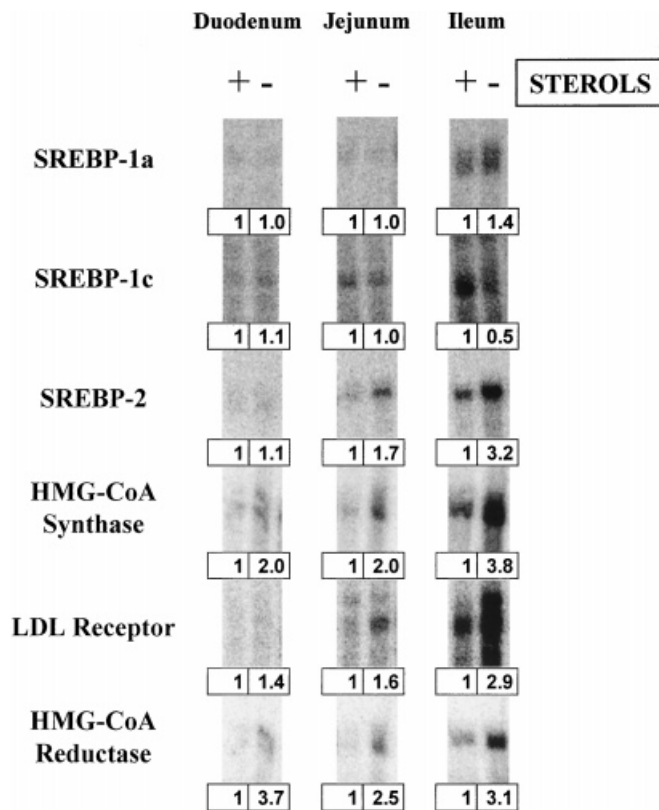 Duodenum Jejunum Ileum
+ - + - + - STEROLS
SREBP-1a
1 1.0 1 1.0 1 1.4
SREBP-1c
1 1.1 1 1.0 1 0.5
SREBP-2
1 1.1 1 1.7 1 3.2
HMG-CoA
Synthase
1 2.0 1 2.0 1 3.8
LDL Receptor
1 1.4 1 1.6 1 2.9
HMG-CoA
Reductase
1 3.7 1 2.5 1 3.1